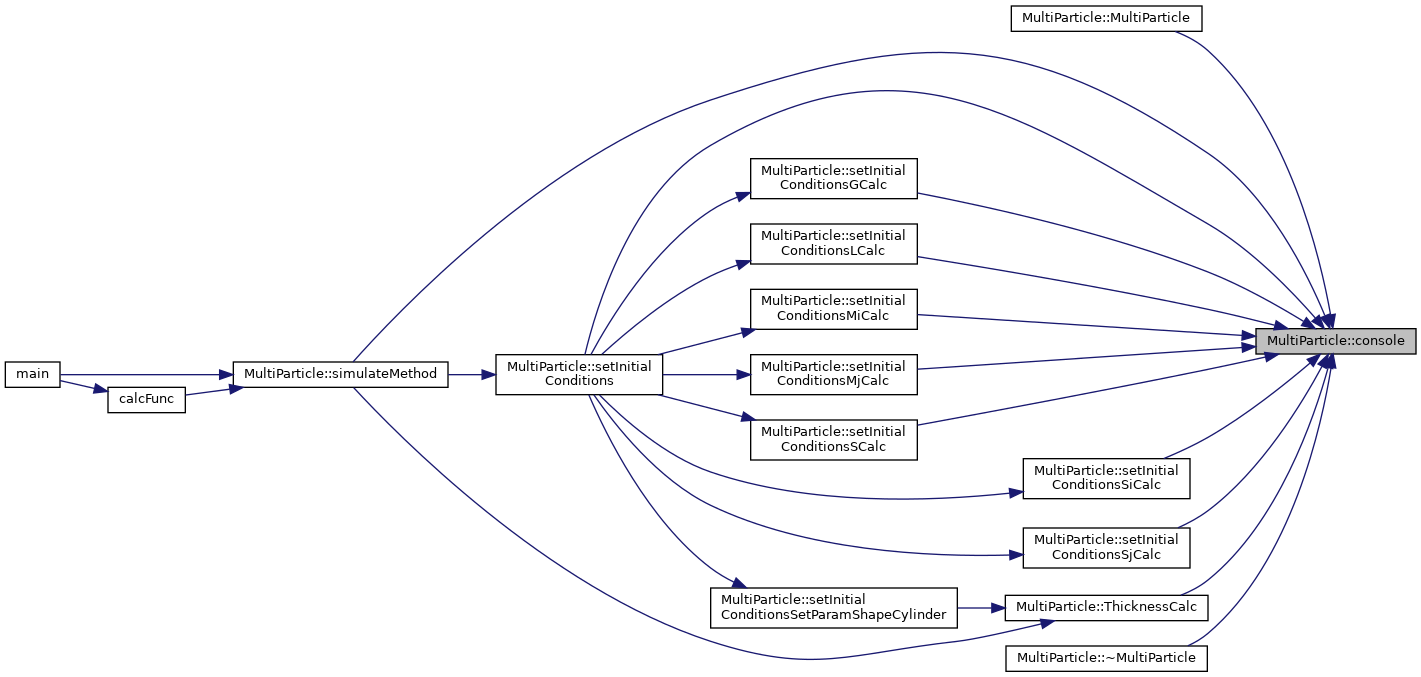 MultiParticle::MultiParticle
MultiParticle::setInitial
ConditionsGCalc
MultiParticle::setInitial
ConditionsLCalc
MultiParticle::setInitial
ConditionsMiCalc
MultiParticle::console
main
MultiParticle::simulateMethod
MultiParticle::setInitial
Conditions
MultiParticle::setInitial
ConditionsMjCalc
calcFunc
MultiParticle::setInitial
ConditionsSCalc
MultiParticle::setInitial
ConditionsSiCalc
MultiParticle::setInitial
ConditionsSjCalc
MultiParticle::setInitial
ConditionsSetParamShapeCylinder
MultiParticle::ThicknessCalc
MultiParticle::~MultiParticle